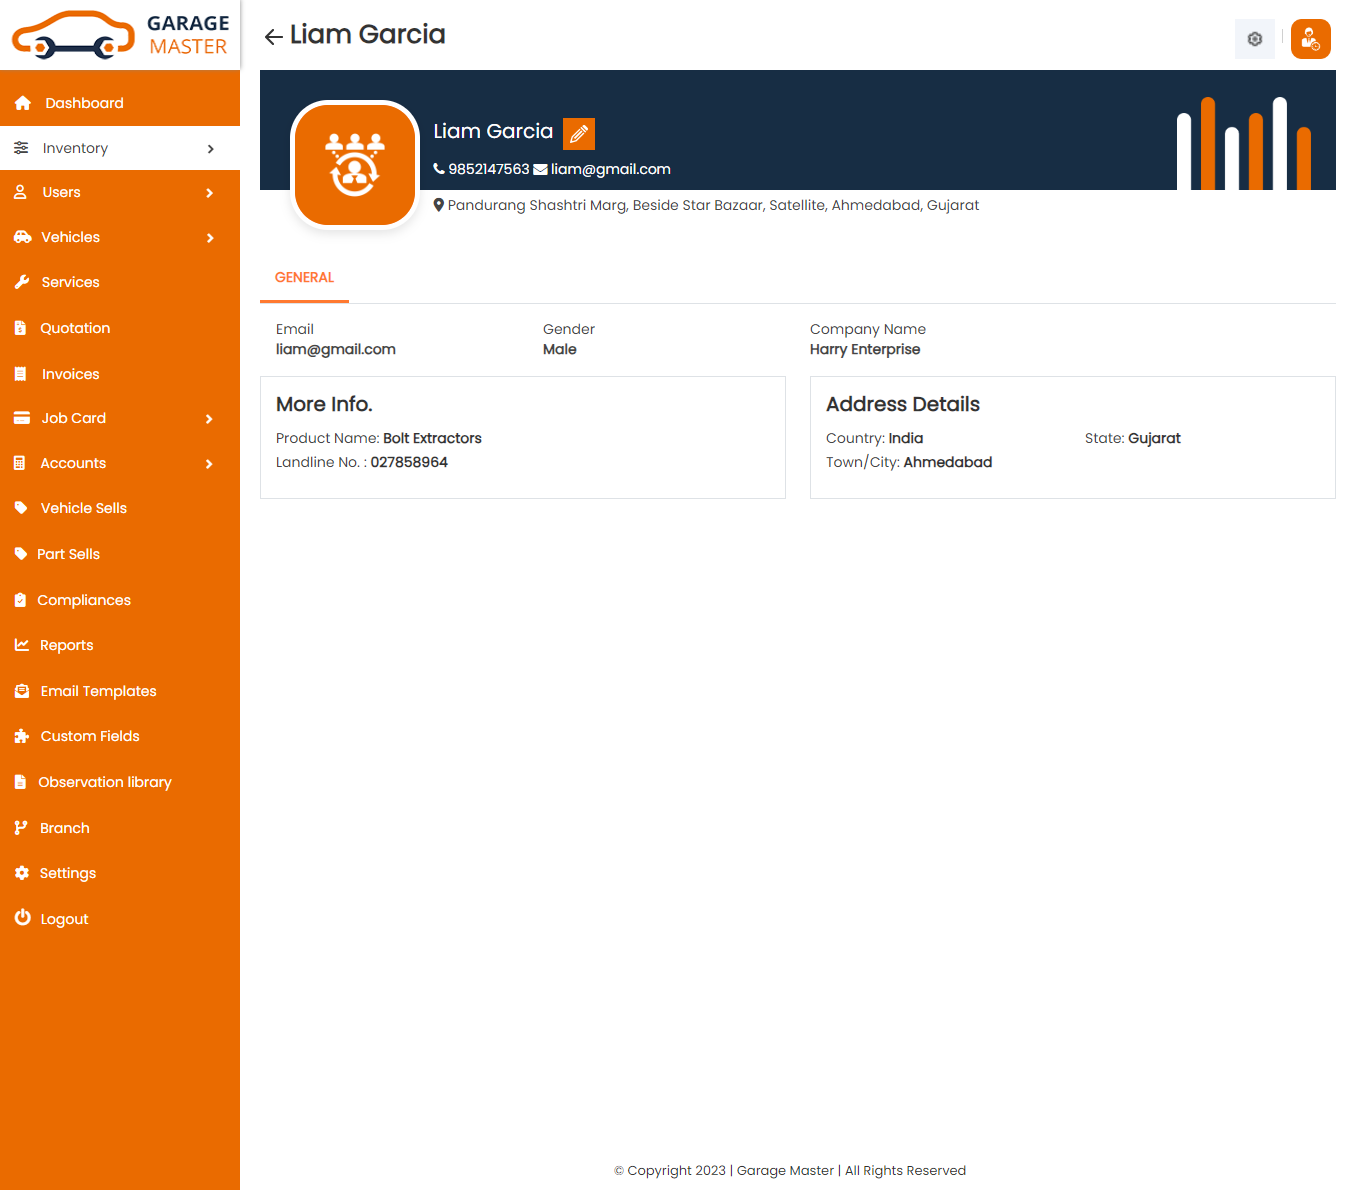 GARAGE
MASTER
Liam Garcia
Dashboard
Inventory
Users
Vehicles
Services
Quotation
Invoices
Job Card
Accounts
Vehicle Sells
Part Sells
Compliances
Reports
Email Templates
Custom Fields
Observation library
Branch
Settings
Logout
Liam Garcia
9852147563 liam@gmail.com
Pandurang Shashtri Marg, Beside Star Bazaar, Satellite, Ahmedabad, Gujarat
GENERAL
Email Gender Company Name
liam@gmail.com Male Harry Enterprise
More Info.
Product Name: Bolt Extractors
Landline No. : 027858964
Address Details
Country: India State: Gujarat
Town/City: Ahmedabad
© Copyright 2023 | Garage Master | All Rights Reserved